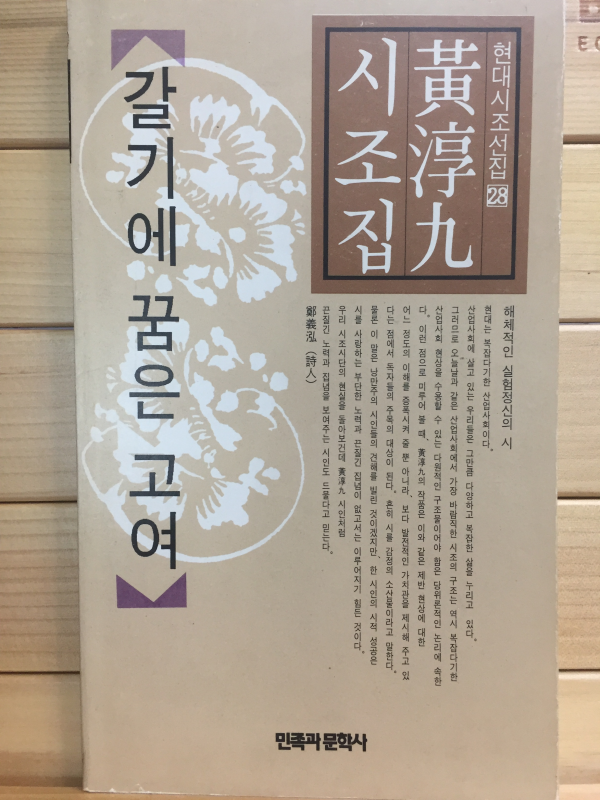 현대시조선집 28
黃淳九
시조집
해체적인 실험정신의 시
현대는 복잡다기한 산업사회이다.
산업사회에 살고 있는 우리들은 그만큼 다양하고 복잡한 삶을 누리고 있다.
그러므로 오늘날과 같은 산업사회에서 가장 바람직한 시조의 구조는 역시 복잡다기한
산업사회 현상을 수용할 수 있는 다원적인 구조물이어야 함은 당위론적인 논리에 속한
다. 이런 점으로 미루어 볼 때, 黃淳九의 작품은 이와 같은 제반 현상에 대한
어느 정도의 이해를 증폭시켜 줄 뿐 아니라, 보다 발전적인 가치관을 제시해 주고 있
다는 점에서 독자들의 주목의 대상이 된다. 흔히 시를 감정의 소산물이라고 말한다.
물론 이 말은 낭만주의 시인들의 견해를 빌린 것이겠지만, 한 시인의 시적 성공은
시를 사랑하는 부단한 노력과 끈질긴 집념이 없고서는 이루어지기 힘든 것이다.
우리 시조시단의 현실을 돌아보건데 黃淳九 시인처럼
끈질긴 노력과 집념을 보여주는 시인도 드물다고 믿는다.
鄭義泓 (詩人)
갈기에 꿈은 고여
민족과문학사